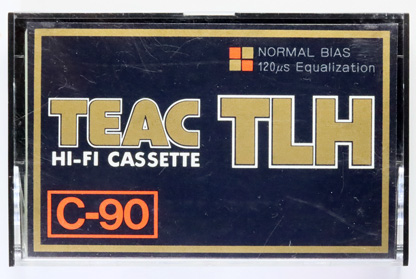 NORMAL BIAS
120µs Equalization
TEAC TLH
HI-FI CASSETTE
C-90